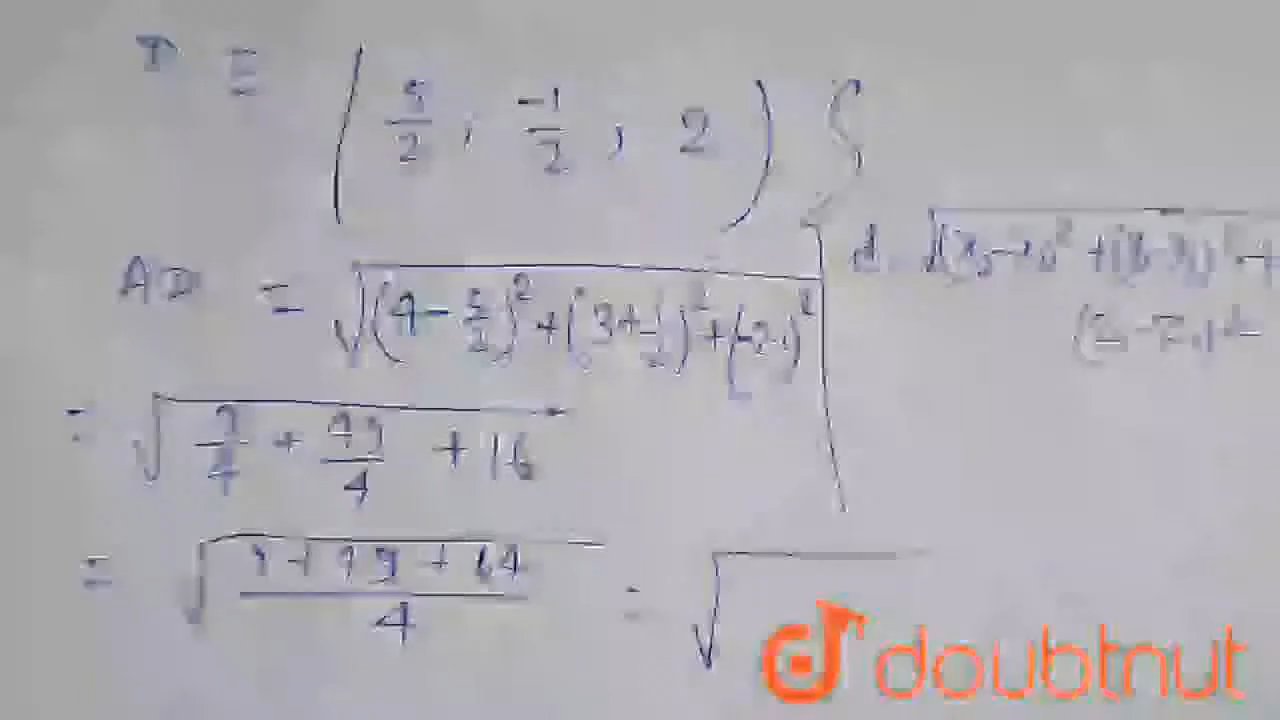 D ≡ ( 5/2 , -1/2 , 2 )
AD = √(4 - 5/2)² + (3 + 1/2)² + (-2-)²
= √ 9/4 + 49/4 + 16
= √ 9 + 49 + 64 / 4 = √
d =
doubtnut